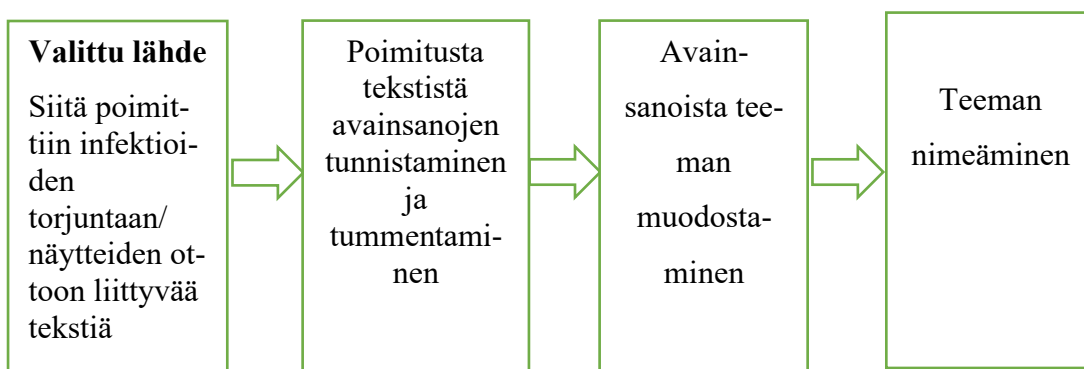 Valittu lähde
Siitä poimit-
tiin infektioi-
den
torjuntaan/
näytteiden ot-
toon liittyvää
tekstiä
Poimitusta
tekstistä
avainsanojen
tunnistaminen
ja
tummentami-
nen
Avain-
sanoista tee-
man
muodosta-
minen
Teeman
nimeäminen